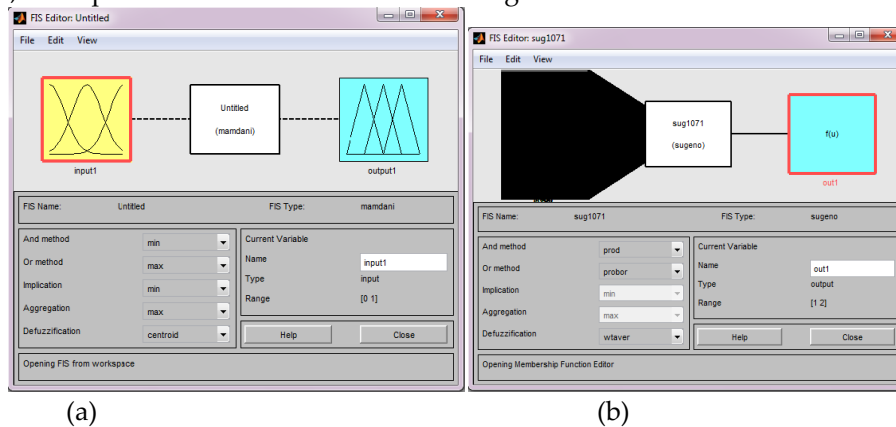 FIS Editor: Untitled
File Edit View
Untitled
(mamdani)
input1
output1
FIS Name: Untitled FIS Type: mamdani
And method min
Or method max
Implication min
Aggregation max
Defuzzification centroid
Current Variable
Name input1
Type input
Range [0 1]
Help Close
Opening FIS from workspace
(a)
FIS Editor: sug1071
File Edit View
sug1071
(sugeno)
f(u)
out1
FIS Name: sug1071 FIS Type: sugeno
And method prod
Or method probor
Implication min
Aggregation max
Defuzzification wtaver
Current Variable
Name out1
Type output
Range [1 2]
Help Close
Opening Membership Function Editor
(b)